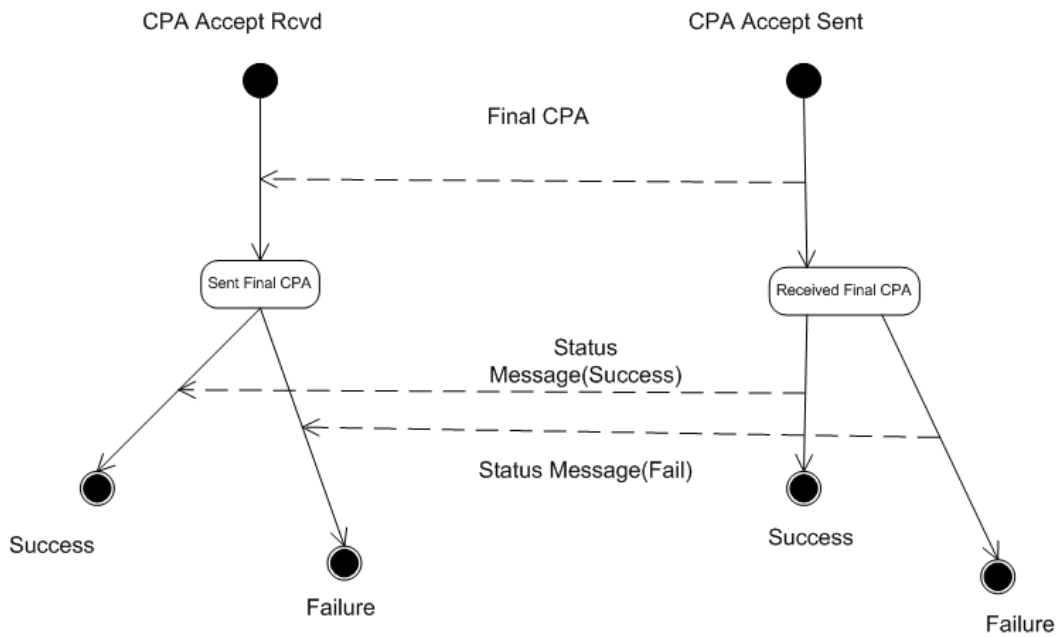 CPA Accept Rcvd
CPA Accept Sent
Final CPA
Sent Final CPA
Received Final CPA
Status
Message(Success)
Status Message(Fail)
Success
Success
Failure
Failure